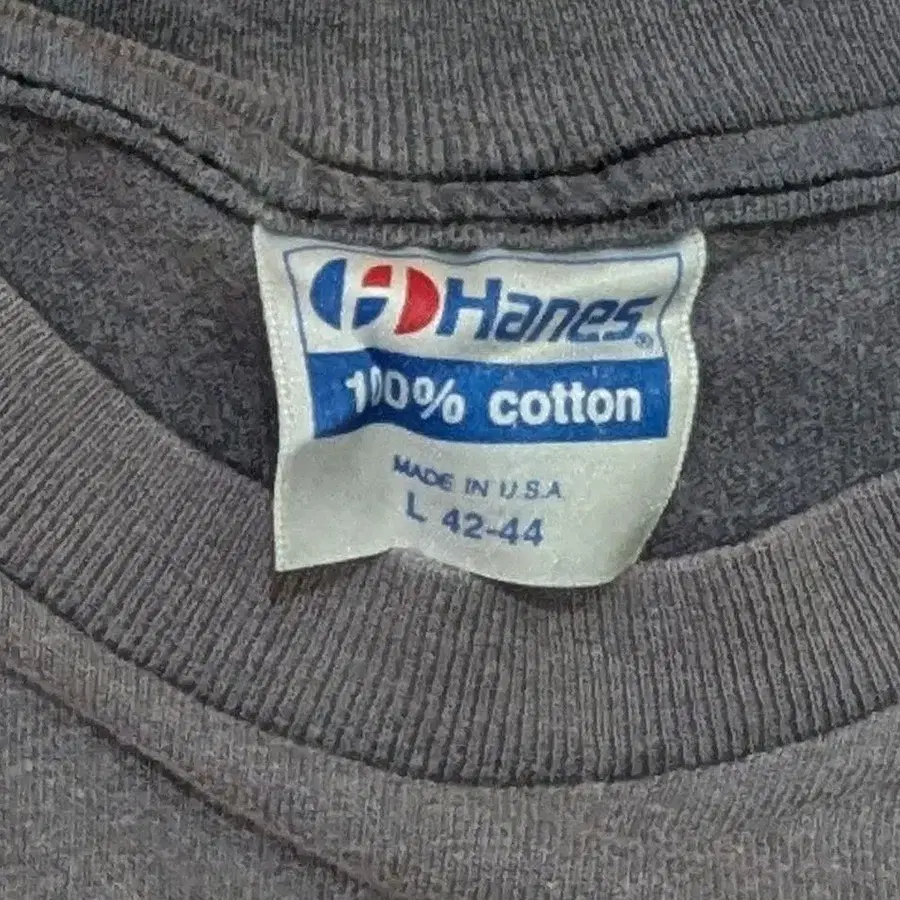 Hanes®
100% cotton
MADE IN U.S.A
L 42-44